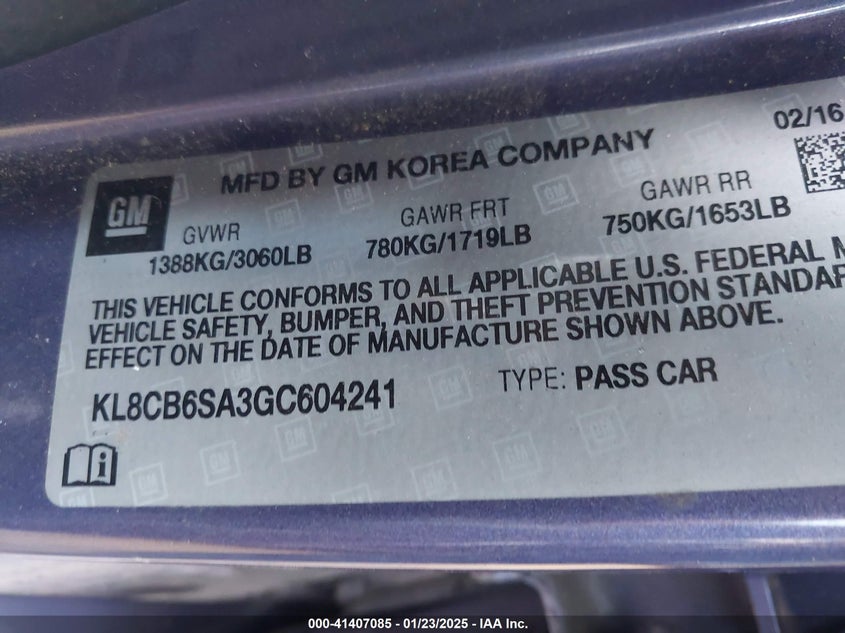 02/16
MFD BY GM KOREA COMPANY
GM
GVWR GAWR FRT GAWR RR
1388KG/3060LB 780KG/1719LB 750KG/1653LB
THIS VEHICLE CONFORMS TO ALL APPLICABLE U.S. FEDERAL M
VEHICLE SAFETY, BUMPER, AND THEFT PREVENTION STANDAR
EFFECT ON THE DATE OF MANUFACTURE SHOWN ABOVE.
KL8CB6SA3GC604241 TYPE: PASS CAR
000-41407085 - 01/23/2025 - IAA Inc.